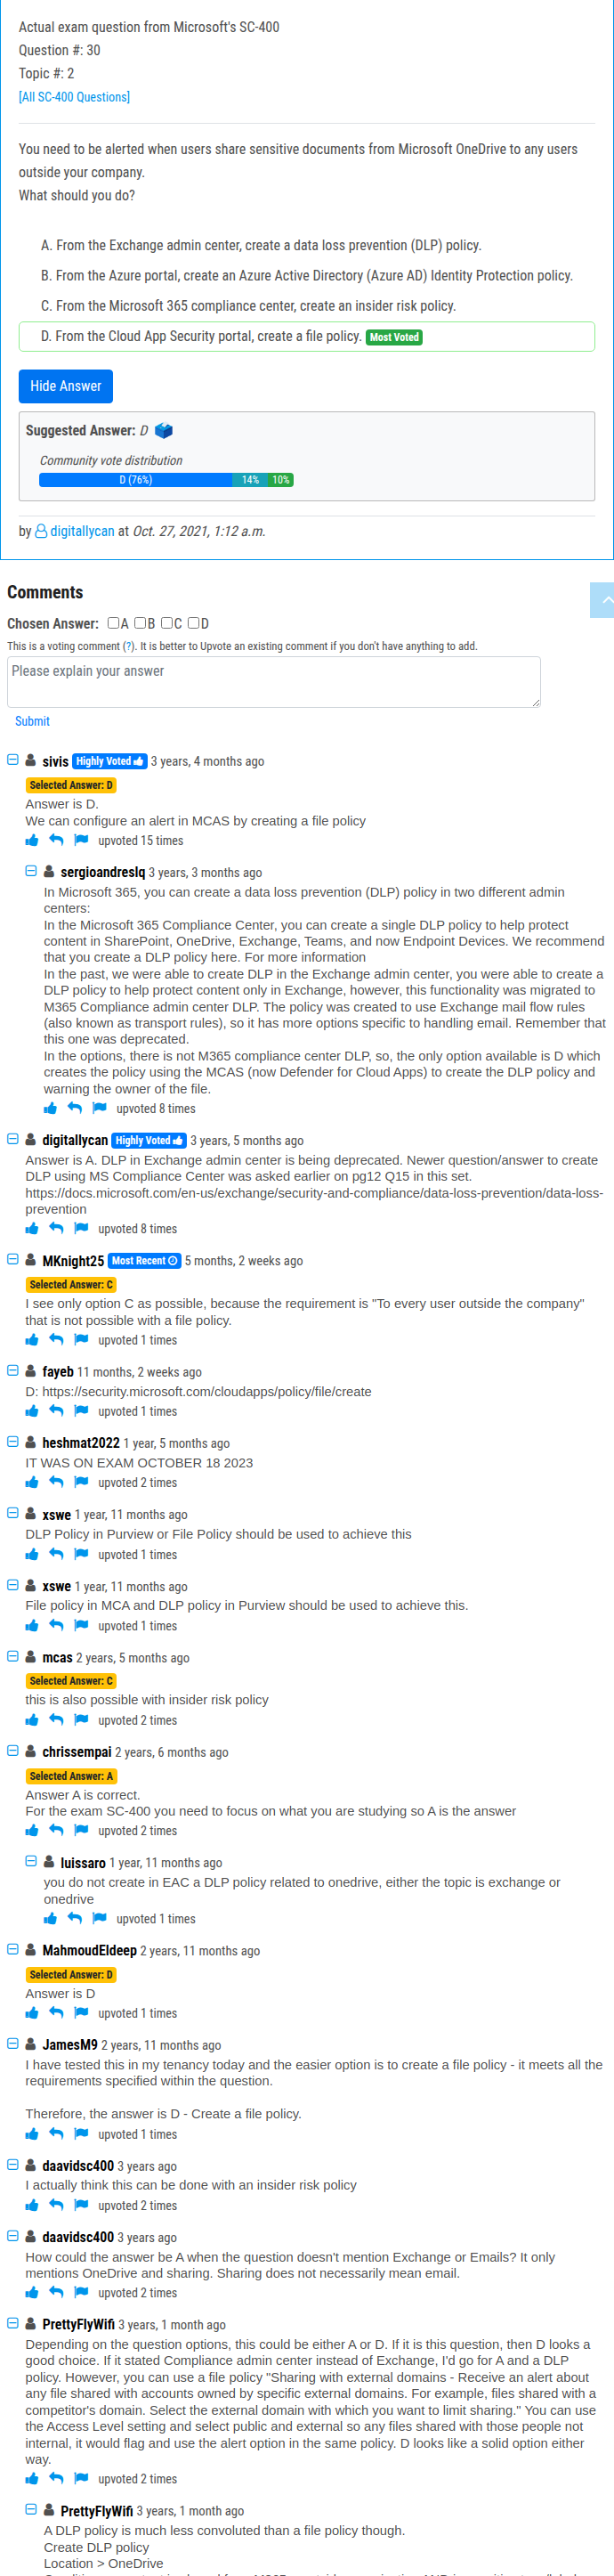 Actual exam question from Microsoft's SC-400
Question #: 30
Topic #: 2
[All SC-400 Questions]
You need to be alerted when users share sensitive documents from Microsoft OneDrive to any users
outside your company.
What should you do?
A. From the Exchange admin center, create a data loss prevention (DLP) policy.
B. From the Azure portal, create an Azure Active Directory (Azure AD) Identity Protection policy.
C. From the Microsoft 365 compliance center, create an insider risk policy.
D. From the Cloud App Security portal, create a file policy. Most Voted
Hide Answer
Suggested Answer: D
Community vote distribution
D (76%) 14% 10%
by digitallycan at Oct. 27, 2021, 1:12 a.m.
Comments
Chosen Answer: A B C D
This is a voting comment (?). It is better to Upvote an existing comment if you don't have anything to add.
Please explain your answer
Submit
sivis Highly Voted 3 years, 4 months ago
Selected Answer: D
Answer is D.
We can configure an alert in MCAS by creating a file policy
upvoted 15 times
sergioandreslq 3 years, 3 months ago
In Microsoft 365, you can create a data loss prevention (DLP) policy in two different admin
centers:
In the Microsoft 365 Compliance Center, you can create a single DLP policy to help protect
content in SharePoint, OneDrive, Exchange, Teams, and now Endpoint Devices. We recommend
that you create a DLP policy here. For more information
In the past, we were able to create DLP in the Exchange admin center, you were able to create a
DLP policy to help protect content only in Exchange, however, this functionality was migrated to
M365 Compliance admin center DLP. The policy was created to use Exchange mail flow rules
(also known as transport rules), so it has more options specific to handling email. Remember that
this one was deprecated.
In the options, there is not M365 compliance center DLP, so, the only option available is D which
creates the policy using the MCAS (now Defender for Cloud Apps) to create the DLP policy and
warning the owner of the file.
upvoted 8 times
digitallycan Highly Voted 3 years, 5 months ago
Answer is A. DLP in Exchange admin center is being deprecated. Newer question/answer to create
DLP using MS Compliance Center was asked earlier on pg12 Q15 in this set.
https://docs.microsoft.com/en-us/exchange/security-and-compliance/data-loss-prevention/data-loss-
prevention
upvoted 8 times
MKnight25 Most Recent 5 months, 2 weeks ago
Selected Answer: C
I see only option C as possible, because the requirement is "To every user outside the company"
that is not possible with a file policy.
upvoted 1 times
fayeb 11 months, 2 weeks ago
D: https://security.microsoft.com/cloudapps/policy/file/create
upvoted 1 times
heshmat2022 1 year, 5 months ago
IT WAS ON EXAM OCTOBER 18 2023
upvoted 2 times
xswe 1 year, 11 months ago
DLP Policy in Purview or File Policy should be used to achieve this
upvoted 1 times
xswe 1 year, 11 months ago
File policy in MCA and DLP policy in Purview should be used to achieve this.
upvoted 1 times
mcas 2 years, 5 months ago
Selected Answer: C
this is also possible with insider risk policy
upvoted 2 times
chrissempai 2 years, 6 months ago
Selected Answer: A
Answer A is correct.
For the exam SC-400 you need to focus on what you are studying so A is the answer
upvoted 2 times
luissaro 1 year, 11 months ago
you do not create in EAC a DLP policy related to onedrive, either the topic is exchange or
onedrive
upvoted 1 times
MahmoudEldeep 2 years, 11 months ago
Selected Answer: D
Answer is D
upvoted 1 times
JamesM9 2 years, 11 months ago
I have tested this in my tenancy today and the easier option is to create a file policy - it meets all the
requirements specified within the question.
Therefore, the answer is D - Create a file policy.
upvoted 1 times
daavidsc400 3 years ago
I actually think this can be done with an insider risk policy
upvoted 2 times
daavidsc400 3 years ago
How could the answer be A when the question doesn't mention Exchange or Emails? It only
mentions OneDrive and sharing. Sharing does not necessarily mean email.
upvoted 2 times
PrettyFlyWifi 3 years, 1 month ago
Depending on the question options, this could be either A or D. If it is this question, then D looks a
good choice. If it stated Compliance admin center instead of Exchange, I'd go for A and a DLP
policy. However, you can use a file policy "Sharing with external domains - Receive an alert about
any file shared with accounts owned by specific external domains. For example, files shared with a
competitor's domain. Select the external domain with which you want to limit sharing." You can use
the Access Level setting and select public and external so any files shared with those people not
internal, it would flag and use the alert option in the same policy. D looks like a solid option either
way.
upvoted 2 times
PrettyFlyWifi 3 years, 1 month ago
A DLP policy is much less convoluted than a file policy though.
Create DLP policy
Location > OneDrive